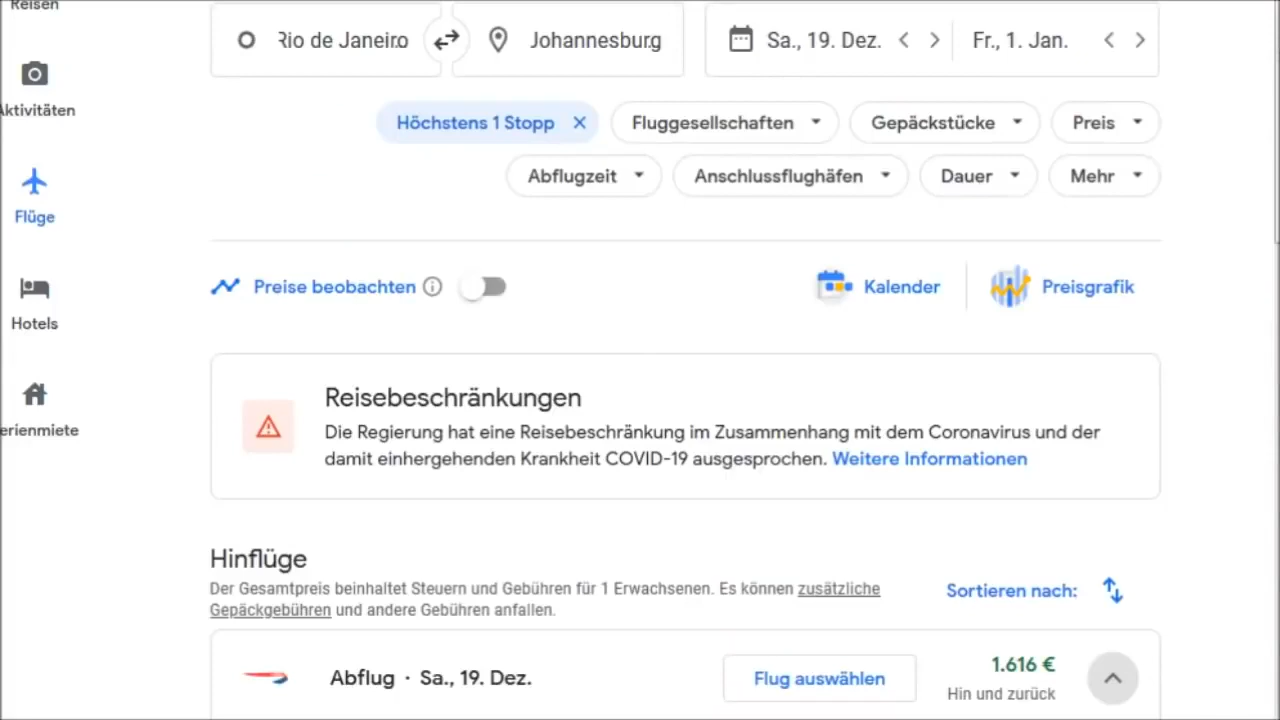 Reisen
Rio de Janeiro
Johannesburg
Sa., 19. Dez.
Fr., 1. Jan.
Aktivitäten
Höchstens 1 Stopp
Fluggesellschaften
Gepäckstücke
Preis
Abflugzeit
Anschlussflughäfen
Dauer
Mehr
Flüge
Preise beobachten
Kalender
Preisgrafik
Hotels
Reisebeschränkungen
Die Regierung hat eine Reisebeschränkung im Zusammenhang mit dem Coronavirus und der
damit einhergehenden Krankheit COVID-19 ausgesprochen. Weitere Informationen
erienmiete
Hinflüge
Der Gesamtpreis beinhaltet Steuern und Gebühren für 1 Erwachsenen. Es können zusätzliche
Gepäckgebühren und andere Gebühren anfallen.
Sortieren nach:
Abflug · Sa., 19. Dez.
Flug auswählen
1.616 €
Hin und zurück